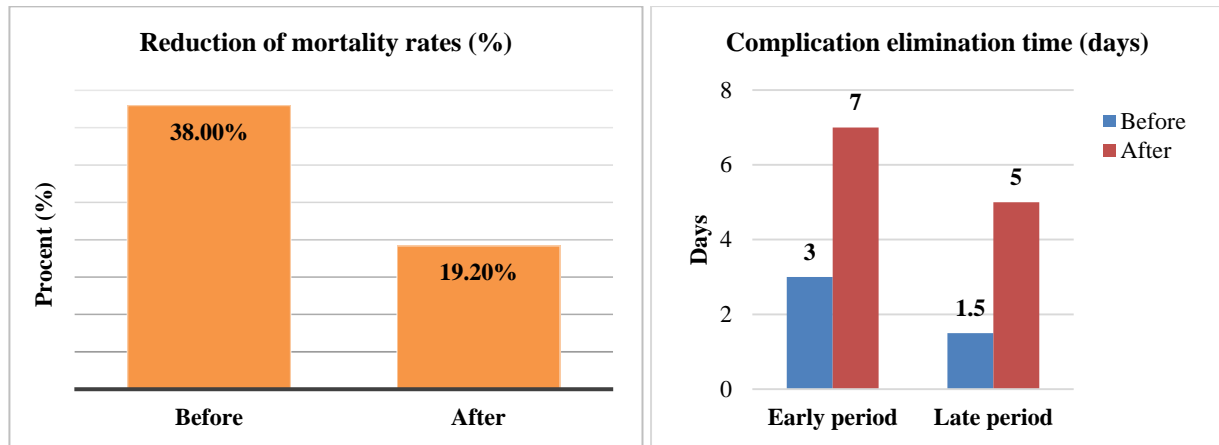 Reduction of mortality rates (%)
Procent (%)
38.00%
19.20%
Before
After
Complication elimination time (days)
Days
8
6
4
2
0
3
7
1.5
5
Early period
Late period
Before
After